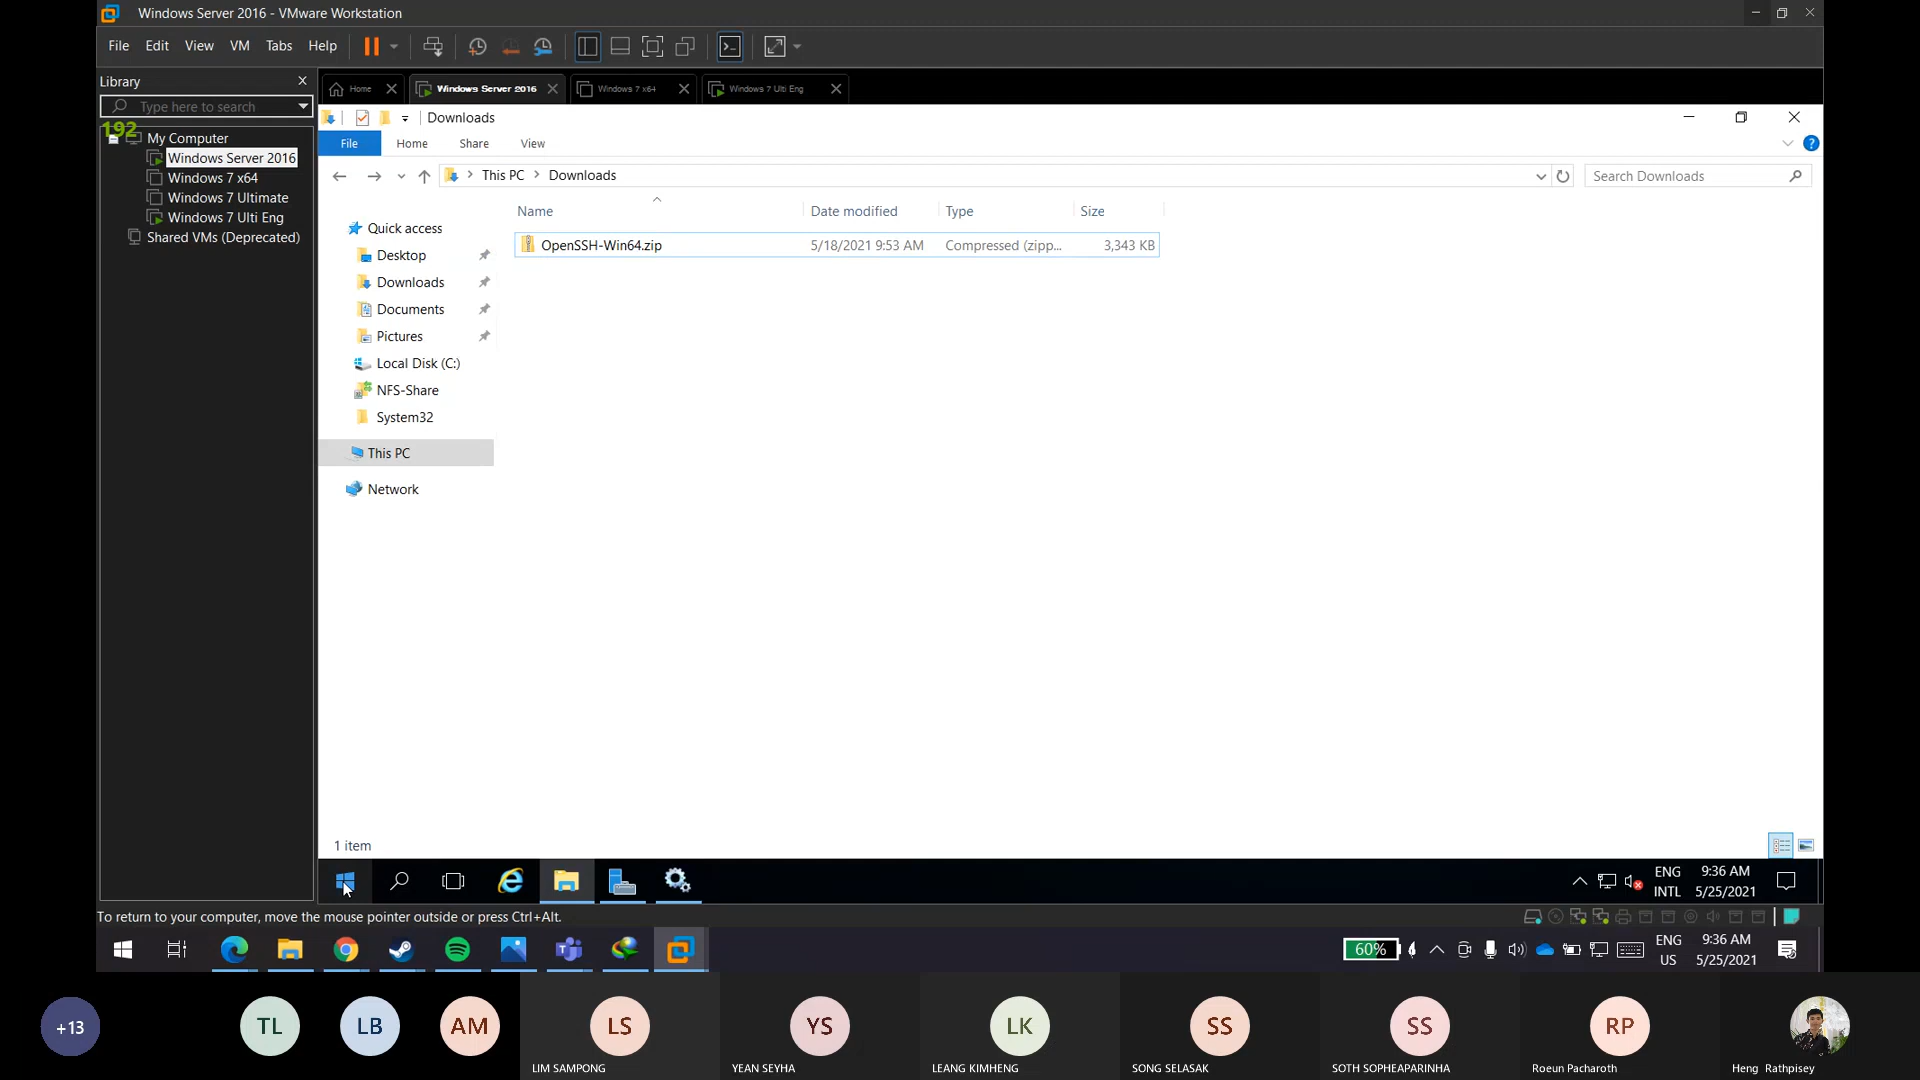 Windows Server 2016 - VMware Workstation
File Edit View VM Tabs Help
Library
Type here to search
192
My Computer
Windows Server 2016
Windows 7 x64
Windows 7 Ultimate
Windows 7 Ulti Eng
Shared VMs (Deprecated)
Home Windows Server 2016 Windows 7 x64 Windows 7 Ulti Eng
Downloads
File Home Share View
This PC Downloads
Search Downloads
Name Date modified Type Size
OpenSSH-Win64.zip 5/18/2021 9:53 AM Compressed (zipp... 3,343 KB
Quick access
Desktop
Downloads
Documents
Pictures
Local Disk (C:)
NFS-Share
System32
This PC
Network
1 item
ENG 9:36 AM
INTL 5/25/2021
To return to your computer, move the mouse pointer outside or press Ctrl+Alt.
60%
ENG 9:36 AM
US 5/25/2021
+13 TL LB AM LS YS LK SS SS RP
LIM SAMPONG YEAN SEYHA LEANG KIMHENG SONG SELASAK SOTH SOPHEAPARINHA Roeun Pacharoth Heng Rathpisey